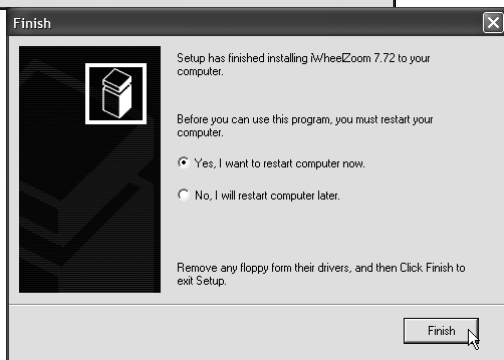 Finish
Setup has finished installing iWheelZoom 7.72 to your
computer.
Before you can use this program, you must restart your
computer.
Yes, I want to restart computer now.
No, I will restart computer later.
Remove any floppy form their drivers, and then Click Finish to
exit Setup.
Finish